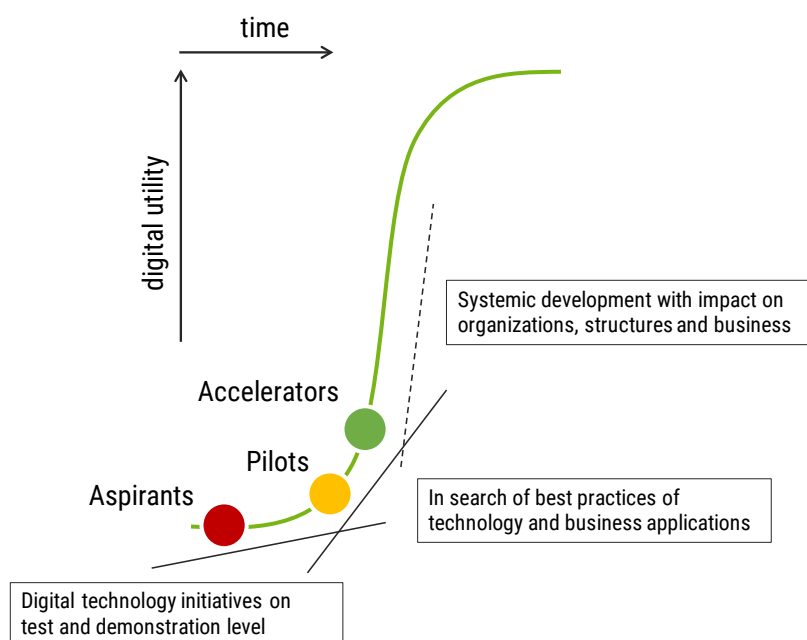 time
digital utility
Systemic development with impact on
organizations, structures and business
Accelerators
Pilots
Aspirants
In search of best practices of
technology and business applications
Digital technology initiatives on
test and demonstration level